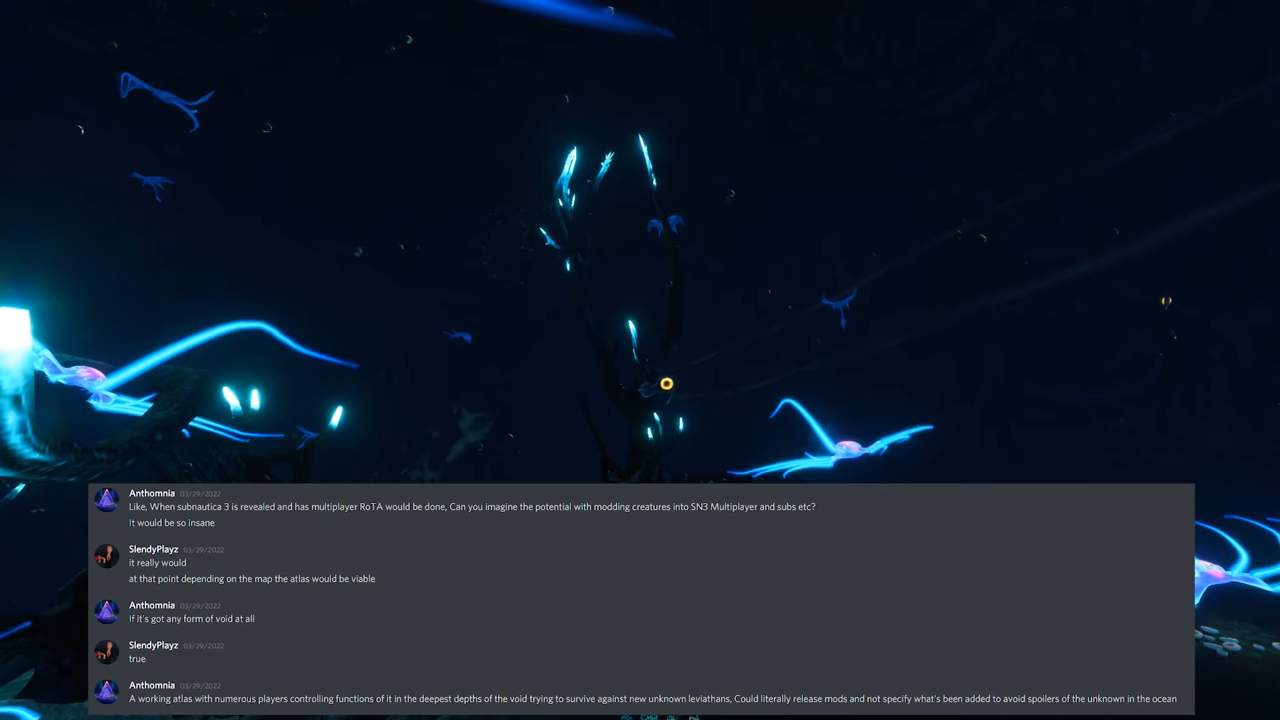 Anthomnia 03/29/2022
Like, When subnautica 3 is revealed and has multiplayer RoTA would be done, Can you imagine the potential with modding creatures into SN3 Multiplayer and subs etc?
It would be so insane
SlendyPlayz 03/29/2022
it really would
at that point depending on the map the atlas would be viable
Anthomnia 03/29/2022
If it's got any form of void at all
SlendyPlayz 03/29/2022
true
Anthomnia 03/29/2022
A working atlas with numerous players controlling functions of it in the deepest depths of the void trying to survive against new unknown leviathans, Could literally release mods and not specify what's been added to avoid spoilers of the unknown in the ocean